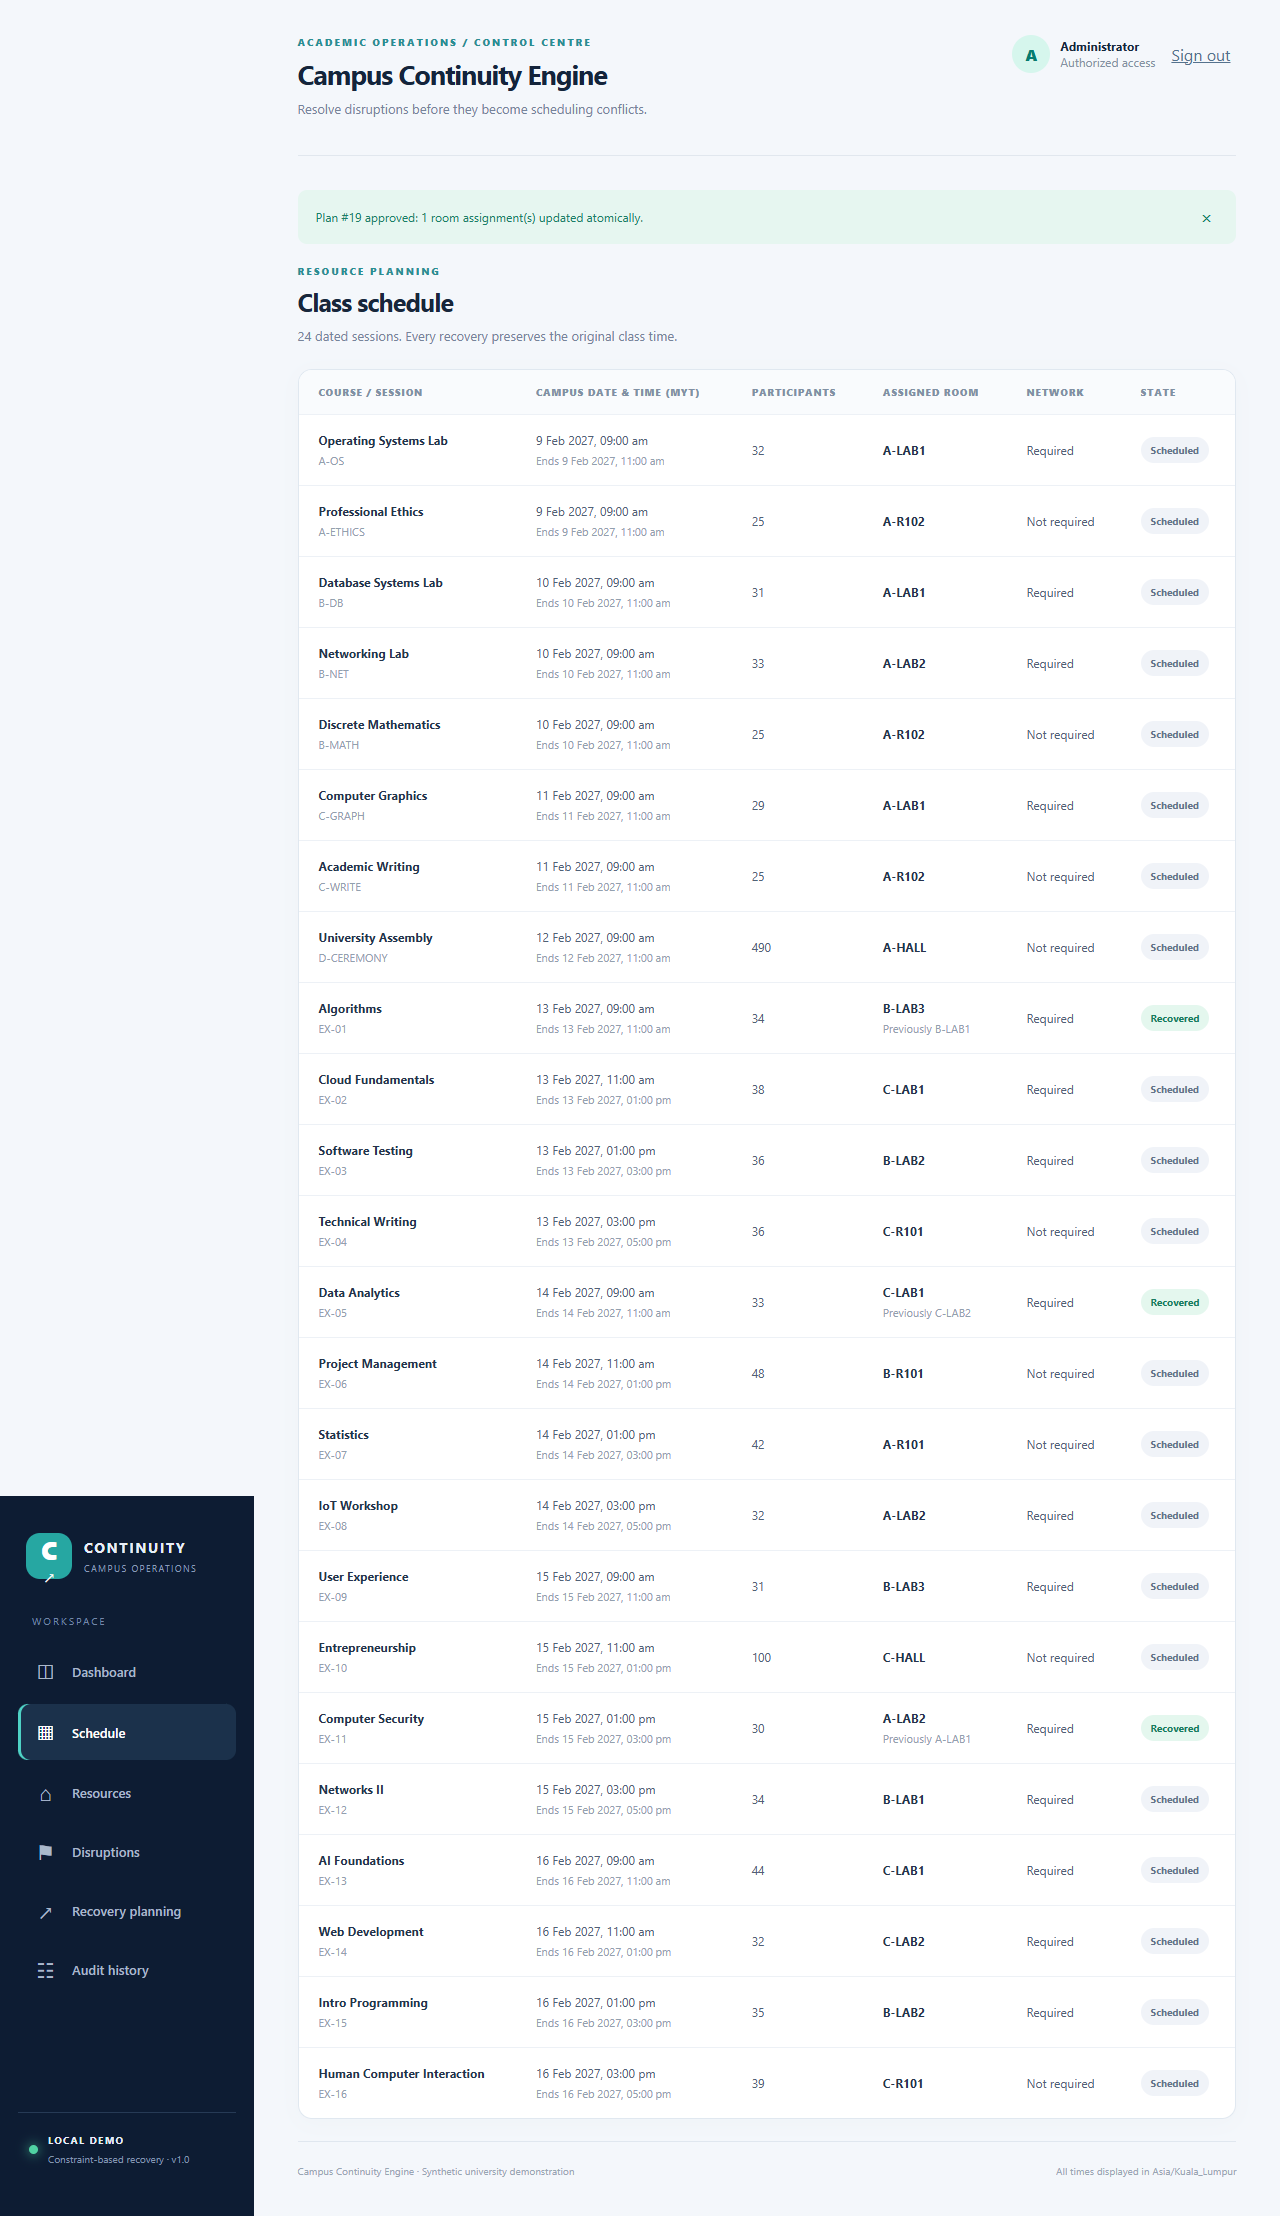 ACADEMIC OPERATIONS / CONTROL CENTRE
Campus Continuity Engine
Resolve disruptions before they become scheduling conflicts.
A
Administrator
Authorized access
Sign out
Plan #19 approved: 1 room assignment(s) updated atomically.
×
RESOURCE PLANNING
Class schedule
24 dated sessions. Every recovery preserves the original class time.
COURSE / SESSION CAMPUS DATE & TIME (MYT) PARTICIPANTS ASSIGNED ROOM NETWORK STATE
Operating Systems Lab 9 Feb 2027, 09:00 am 32 A-LAB1 Required Scheduled
A-OS Ends 9 Feb 2027, 11:00 am
Professional Ethics 9 Feb 2027, 09:00 am 25 A-R102 Not required Scheduled
A-ETHICS Ends 9 Feb 2027, 11:00 am
Database Systems Lab 10 Feb 2027, 09:00 am 31 A-LAB1 Required Scheduled
B-DB Ends 10 Feb 2027, 11:00 am
Networking Lab 10 Feb 2027, 09:00 am 33 A-LAB2 Required Scheduled
B-NET Ends 10 Feb 2027, 11:00 am
Discrete Mathematics 10 Feb 2027, 09:00 am 25 A-R102 Not required Scheduled
B-MATH Ends 10 Feb 2027, 11:00 am
Computer Graphics 11 Feb 2027, 09:00 am 29 A-LAB1 Required Scheduled
C-GRAPH Ends 11 Feb 2027, 11:00 am
Academic Writing 11 Feb 2027, 09:00 am 25 A-R102 Not required Scheduled
C-WRITE Ends 11 Feb 2027, 11:00 am
University Assembly 12 Feb 2027, 09:00 am 490 A-HALL Not required Scheduled
D-CEREMONY Ends 12 Feb 2027, 11:00 am
Algorithms 13 Feb 2027, 09:00 am 34 B-LAB3 Required Recovered
EX-01 Ends 13 Feb 2027, 11:00 am Previously B-LAB1
Cloud Fundamentals 13 Feb 2027, 11:00 am 38 C-LAB1 Required Scheduled
EX-02 Ends 13 Feb 2027, 01:00 pm
Software Testing 13 Feb 2027, 01:00 pm 36 B-LAB2 Required Scheduled
EX-03 Ends 13 Feb 2027, 03:00 pm
Technical Writing 13 Feb 2027, 03:00 pm 36 C-R101 Not required Scheduled
EX-04 Ends 13 Feb 2027, 05:00 pm
Data Analytics 14 Feb 2027, 09:00 am 33 C-LAB1 Required Recovered
EX-05 Ends 14 Feb 2027, 11:00 am Previously C-LAB2
Project Management 14 Feb 2027, 11:00 am 48 B-R101 Not required Scheduled
EX-06 Ends 14 Feb 2027, 01:00 pm
Statistics 14 Feb 2027, 01:00 pm 42 A-R101 Not required Scheduled
EX-07 Ends 14 Feb 2027, 03:00 pm
IoT Workshop 14 Feb 2027, 03:00 pm 32 A-LAB2 Required Scheduled
EX-08 Ends 14 Feb 2027, 05:00 pm
User Experience 15 Feb 2027, 09:00 am 31 B-LAB3 Required Scheduled
EX-09 Ends 15 Feb 2027, 11:00 am
Entrepreneurship 15 Feb 2027, 11:00 am 100 C-HALL Not required Scheduled
EX-10 Ends 15 Feb 2027, 01:00 pm
Computer Security 15 Feb 2027, 01:00 pm 30 A-LAB2 Required Recovered
EX-11 Ends 15 Feb 2027, 03:00 pm Previously A-LAB1
Networks II 15 Feb 2027, 03:00 pm 34 B-LAB1 Required Scheduled
EX-12 Ends 15 Feb 2027, 05:00 pm
AI Foundations 16 Feb 2027, 09:00 am 44 C-LAB1 Required Scheduled
EX-13 Ends 16 Feb 2027, 11:00 am
Web Development 16 Feb 2027, 11:00 am 32 C-LAB2 Required Scheduled
EX-14 Ends 16 Feb 2027, 01:00 pm
Intro Programming 16 Feb 2027, 01:00 pm 35 B-LAB2 Required Scheduled
EX-15 Ends 16 Feb 2027, 03:00 pm
Human Computer Interaction 16 Feb 2027, 03:00 pm 39 C-R101 Not required Scheduled
EX-16 Ends 16 Feb 2027, 05:00 pm
C
CONTINUITY
CAMPUS OPERATIONS
WORKSPACE
Dashboard
Schedule
Resources
Disruptions
Recovery planning
Audit history
LOCAL DEMO
Constraint-based recovery · v1.0
Campus Continuity Engine · Synthetic university demonstration
All times displayed in Asia/Kuala_Lumpur